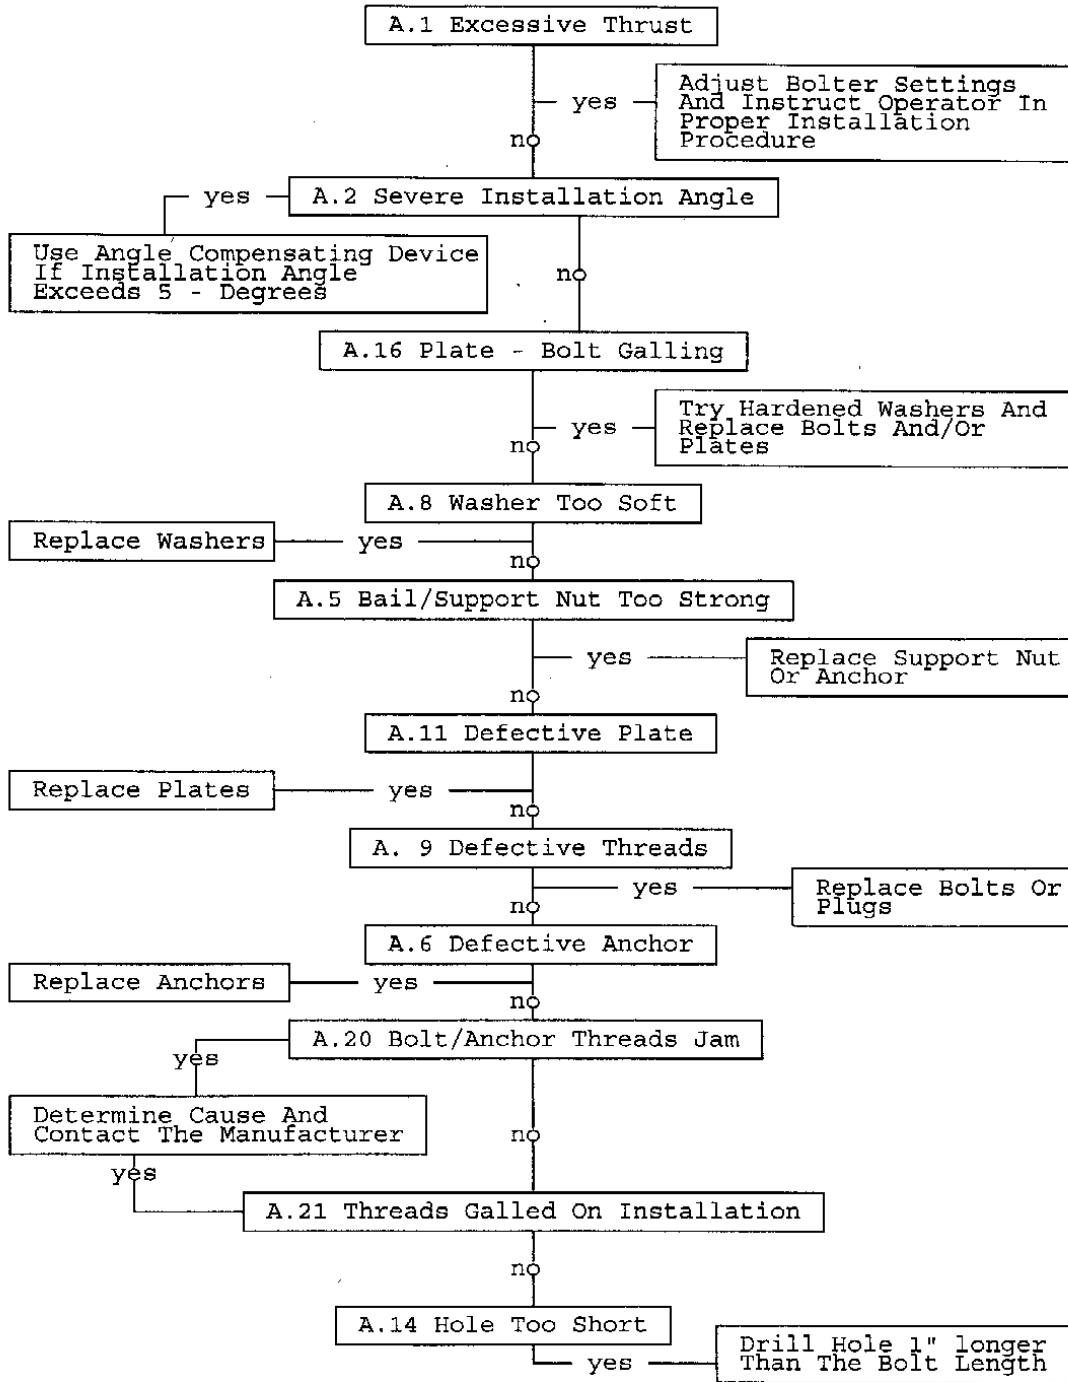 A.1 Excessive Thrust
yes
Adjust Bolter Settings
And Instruct Operator In
Proper Installation
Procedure
no
A.2 Severe Installation Angle
yes
Use Angle Compensating Device
If Installation Angle
Exceeds 5 - Degrees
no
A.16 Plate - Bolt Galling
yes
Try Hardened Washers And
Replace Bolts And/Or
Plates
no
A.8 Washer Too Soft
Replace Washers
yes
no
A.5 Bail/Support Nut Too Strong
yes
Replace Support Nut
Or Anchor
no
A.11 Defective Plate
Replace Plates
yes
no
A. 9 Defective Threads
yes
Replace Bolts Or
Plugs
no
A.6 Defective Anchor
Replace Anchors
yes
no
A.20 Bolt/Anchor Threads Jam
yes
Determine Cause And
Contact The Manufacturer
no
yes
A.21 Threads Galled On Installation
no
A.14 Hole Too Short
yes
Drill Hole 1" longer
Than The Bolt Length